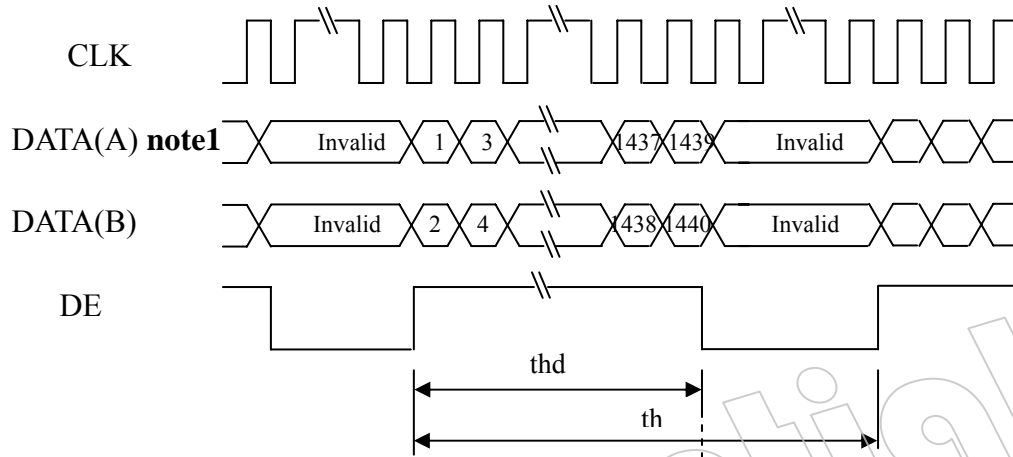 CLK
DATA(A) note1 Invalid 1 3 1437 1439 Invalid
DATA(B) Invalid 2 4 1438 1440 Invalid
DE
thd
th